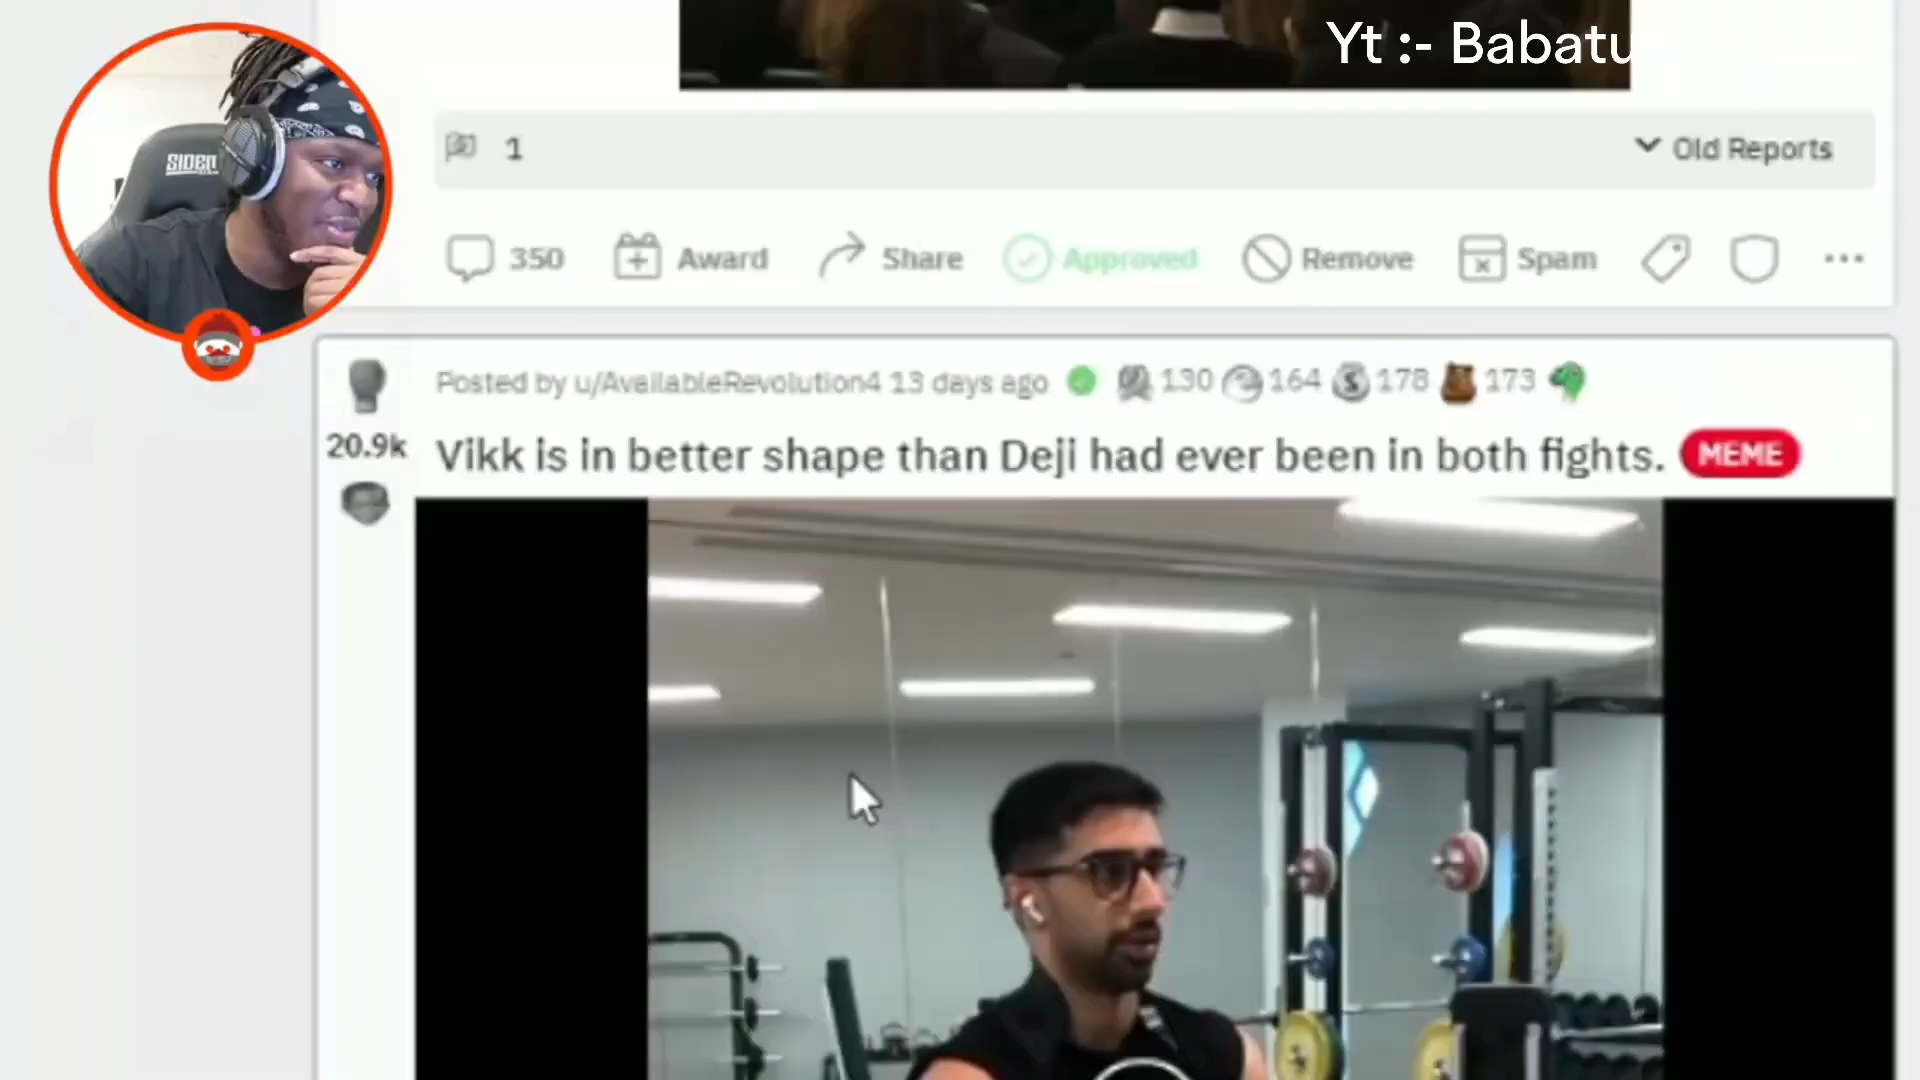 Yt :- Babatu
SIDEM
1
Old Reports
350 Award Share Approved Remove Spam
Posted by u/AvailableRevolution4 13 days ago 130 164 178 173
20.9k
Vikk is in better shape than Deji had ever been in both fights. MEME